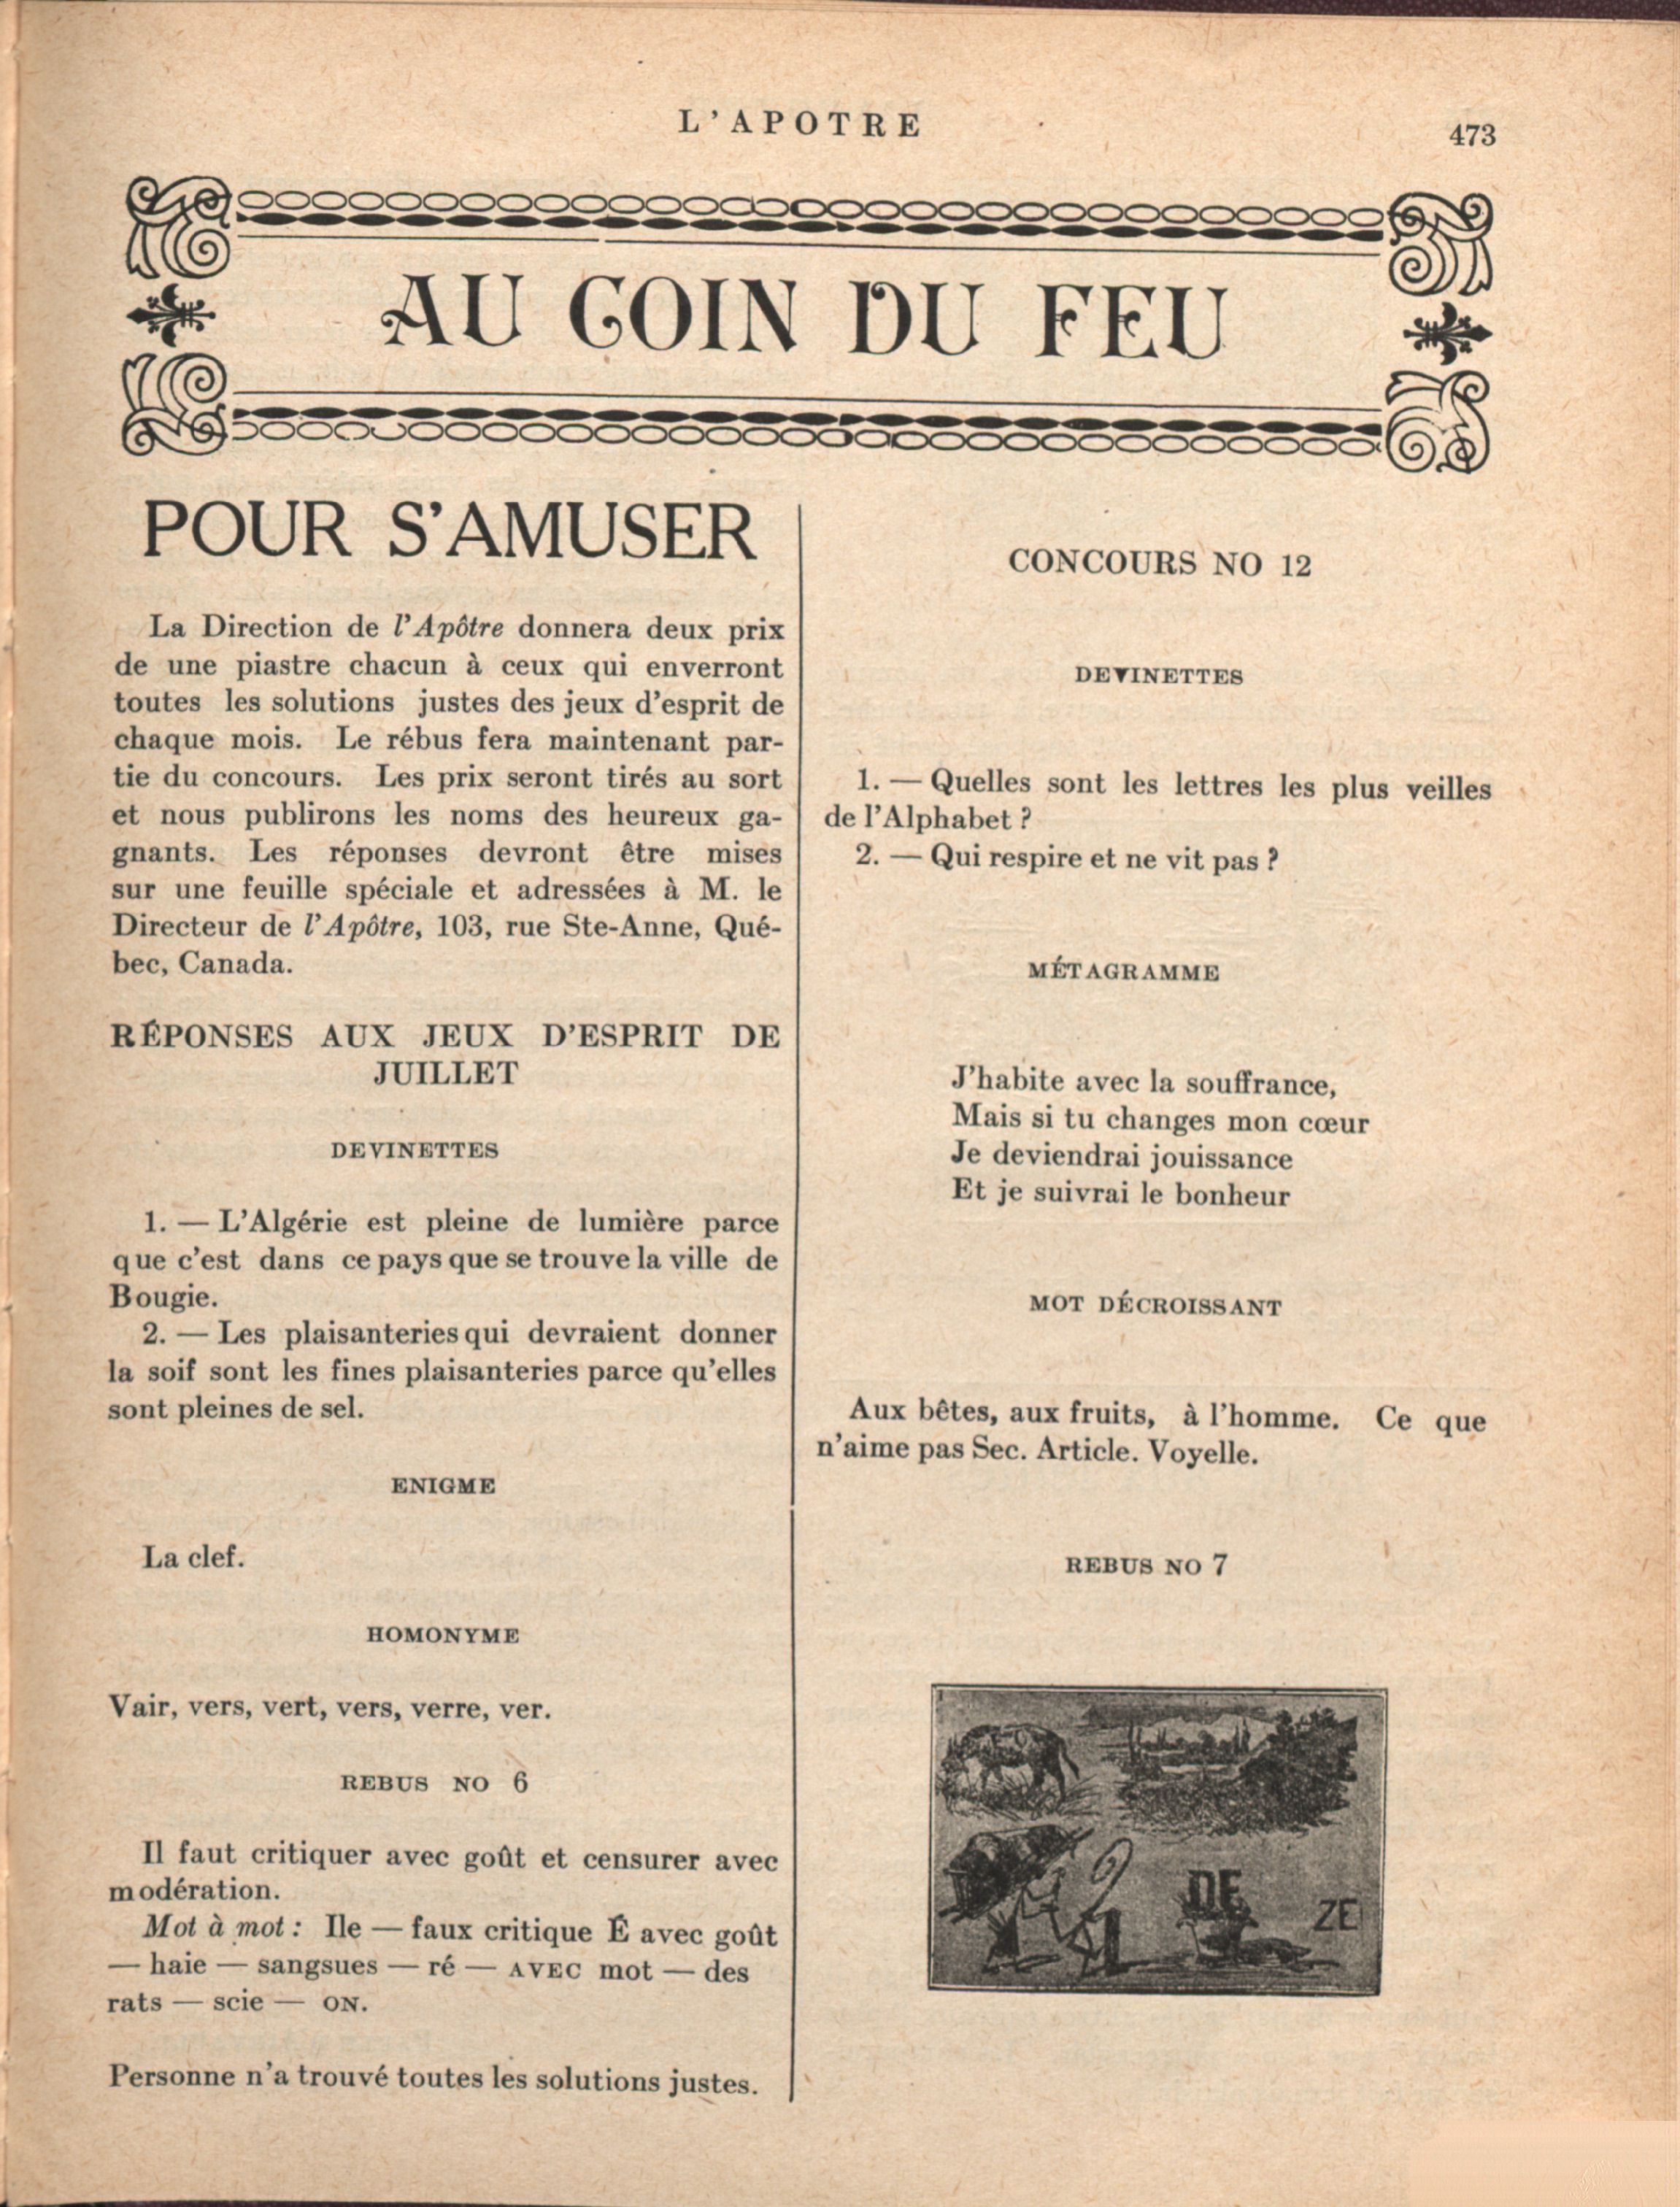 L'APOTRE
473
AU COIN DU FEU
POUR S'AMUSER
La Direction de l'Apôtre donnera deux prix
de une piastre chacun à ceux qui enverront
toutes les solutions justes des jeux d'esprit de
chaque mois. Le rébus fera maintenant par-
tie du concours. Les prix seront tirés au sort
et nous publirons les noms des heureux ga-
gnants. Les réponses devront être mises
sur une feuille spéciale et adressées à M. le
Directeur de l'Apôtre, 103, rue Ste-Anne, Qué-
bec, Canada.
RÉPONSES AUX JEUX D'ESPRIT DE
JUILLET
DEVINETTES
1. — L'Algérie est pleine de lumière parce
que c'est dans ce pays que se trouve la ville de
Bougie.
2. — Les plaisanteries qui devraient donner
la soif sont les fines plaisanteries parce qu'elles
sont pleines de sel.
ENIGME
La clef.
HOMONYME
Vair, vers, vert, vers, verre, ver.
REBUS NO 6
Il faut critiquer avec goût et censurer avec
modération.
Mot à mot : Ile — faux critique É avec goût
— haie — sangsues — ré — AVEC mot — des
rats — scie — ON.
Personne n'a trouvé toutes les solutions justes.
CONCOURS NO 12
DEVINETTES
1. — Quelles sont les lettres les plus veilles
de l'Alphabet ?
2. — Qui respire et ne vit pas ?
MÉTAGRAMME
J'habite avec la souffrance,
Mais si tu changes mon cœur
Je deviendrai jouissance
Et je suivrai le bonheur
MOT DÉCROISSANT
Aux bêtes, aux fruits, à l'homme. Ce que
n'aime pas Sec. Article. Voyelle.
REBUS NO 7
DE
ZE